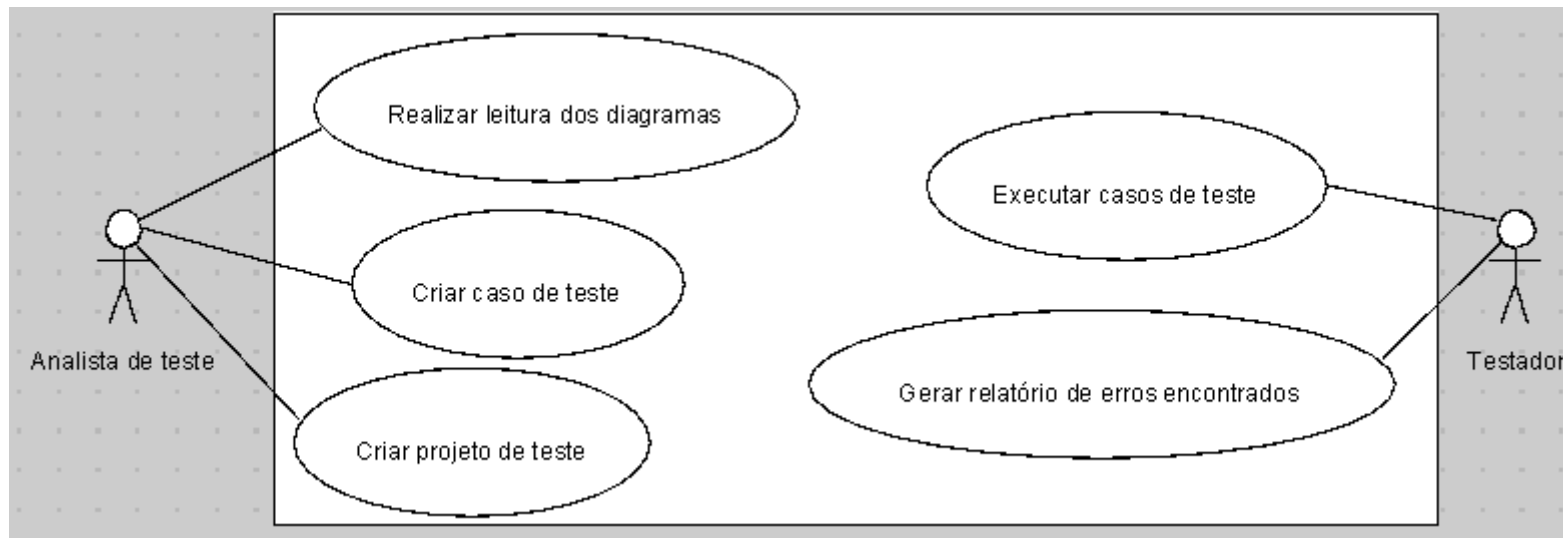 Realizar leitura dos diagramas
Executar casos de teste
Criar caso de teste
Analista de teste
Testador
Gerar relatório de erros encontrados
Criar projeto de teste